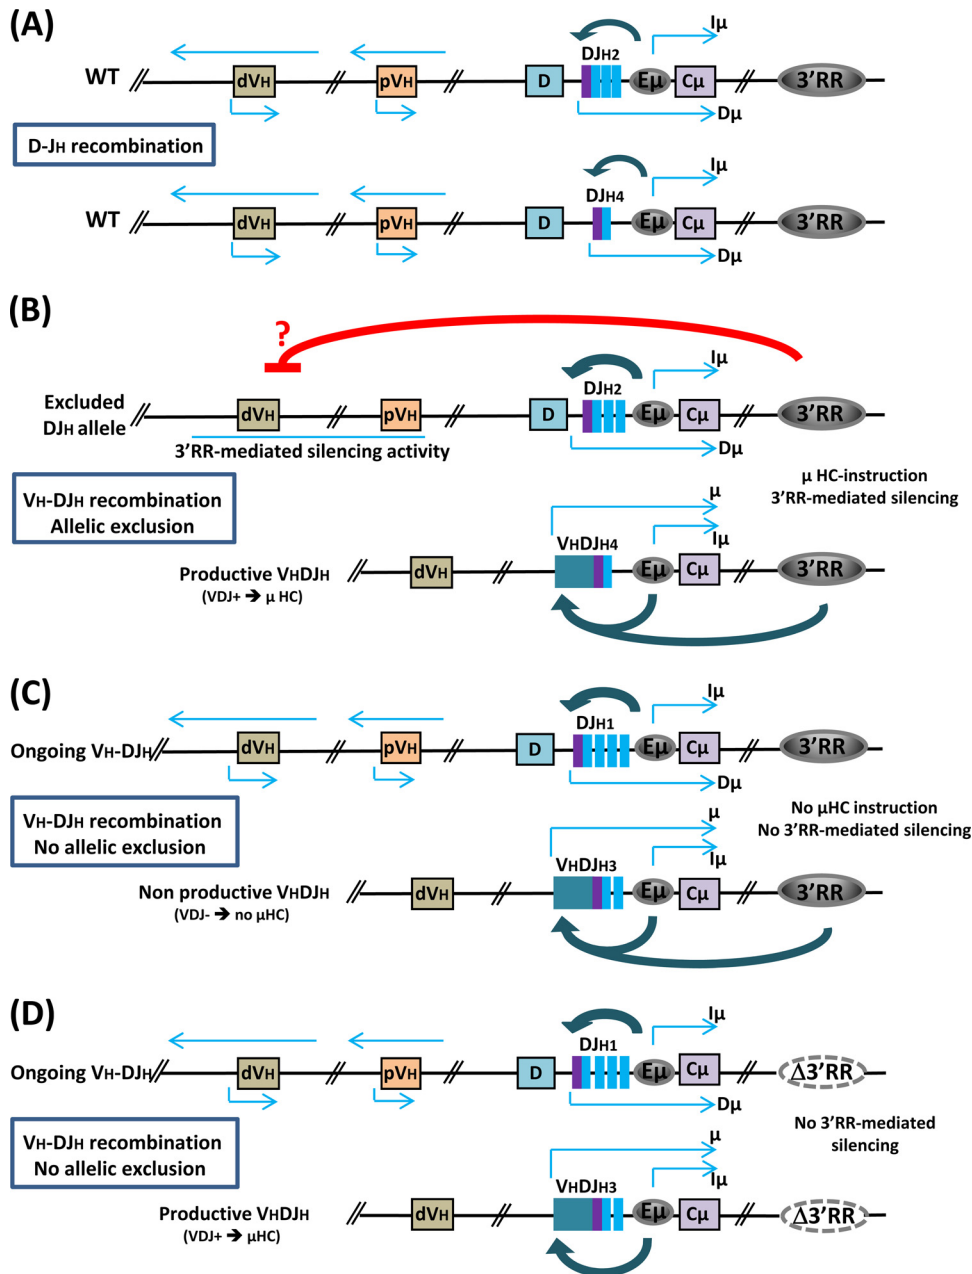 (A)
Iμ
DJH2
WT
dVH
pVH
D
Eμ
Cμ
3'RR
Dμ
D-JH recombination
Iμ
DJH4
WT
dVH
pVH
D
Eμ
Cμ
3'RR
Dμ
(B)
?
Iμ
DJH2
Excluded
DJH allele
dVH
pVH
D
Eμ
Cμ
3'RR
3'RR-mediated silencing activity
Dμ
μ HC-instruction
3'RR-mediated silencing
VH-DJH recombination
Allelic exclusion
μ
Iμ
VHDJH4
Productive VHDJH
(VDJ+ → μ HC)
dVH
Eμ
Cμ
3'RR
(C)
Iμ
DJH1
Ongoing VH-DJH
dVH
pVH
D
Eμ
Cμ
3'RR
Dμ
No μHC instruction
No 3'RR-mediated silencing
VH-DJH recombination
No allelic exclusion
μ
Iμ
VHDJH3
Non productive VHDJH
(VDJ- → no μHC)
dVH
Eμ
Cμ
3'RR
(D)
Iμ
DJH1
Ongoing VH-DJH
dVH
pVH
D
Eμ
Cμ
Δ3'RR
Dμ
No 3'RR-mediated
silencing
VH-DJH recombination
No allelic exclusion
μ
Iμ
VHDJH3
Productive VHDJH
(VDJ+ → μHC)
dVH
Eμ
Cμ
Δ3'RR